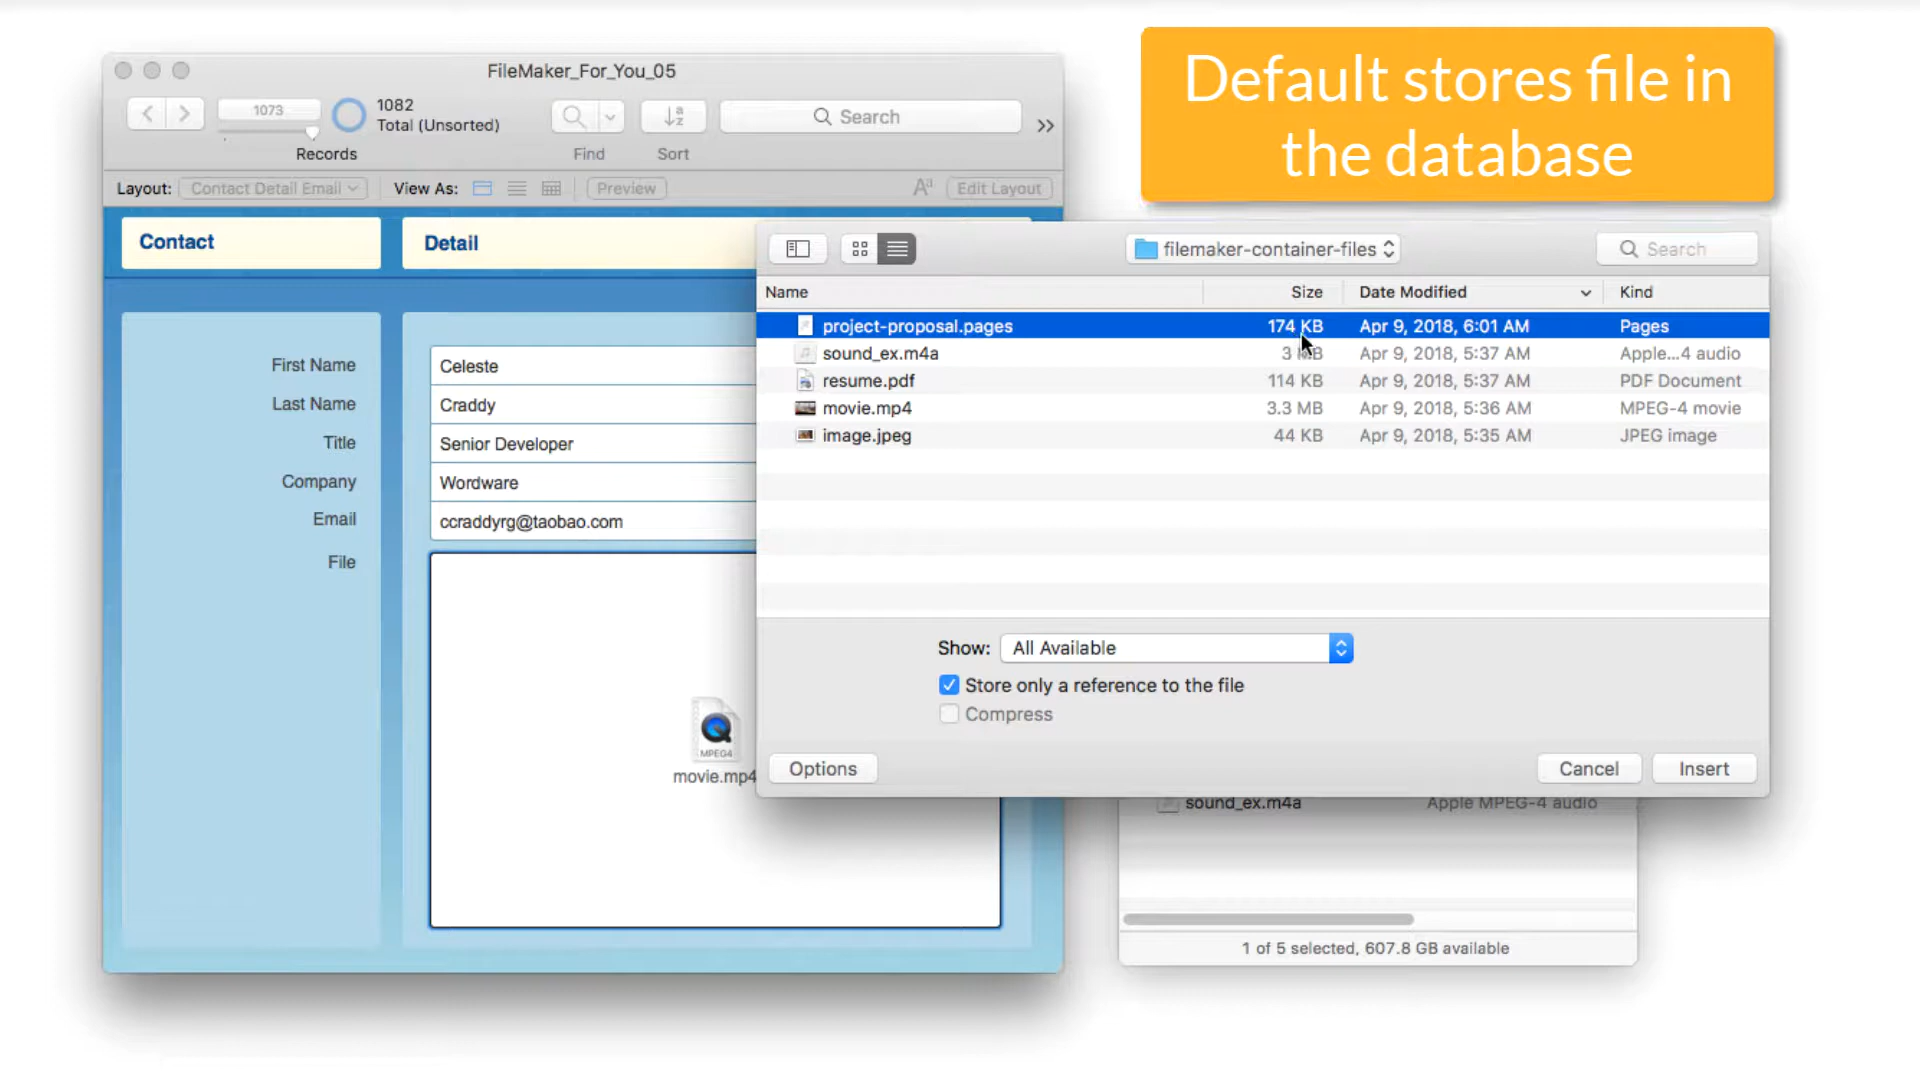 Default stores file in
the database
FileMaker_For_You_05
1073
1082
Total (Unsorted)
Records
Find
Sort
Search
Layout: Contact Detail Email
View As:
Preview
Edit Layout
Contact
Detail
First Name
Celeste
Last Name
Craddy
Title
Senior Developer
Company
Wordware
Email
ccraddyrg@taobao.com
File
MPEG4
movie.mp4
filemaker-container-files
Search
Name Size Date Modified Kind
project-proposal.pages 174 KB Apr 9, 2018, 6:01 AM Pages
sound_ex.m4a 3 MB Apr 9, 2018, 5:37 AM Apple...4 audio
resume.pdf 114 KB Apr 9, 2018, 5:37 AM PDF Document
movie.mp4 3.3 MB Apr 9, 2018, 5:36 AM MPEG-4 movie
image.jpeg 44 KB Apr 9, 2018, 5:35 AM JPEG image
Show: All Available
Store only a reference to the file
Compress
Options
Cancel
Insert
sound_ex.m4a Apple MPEG-4 audio
1 of 5 selected, 607.8 GB available